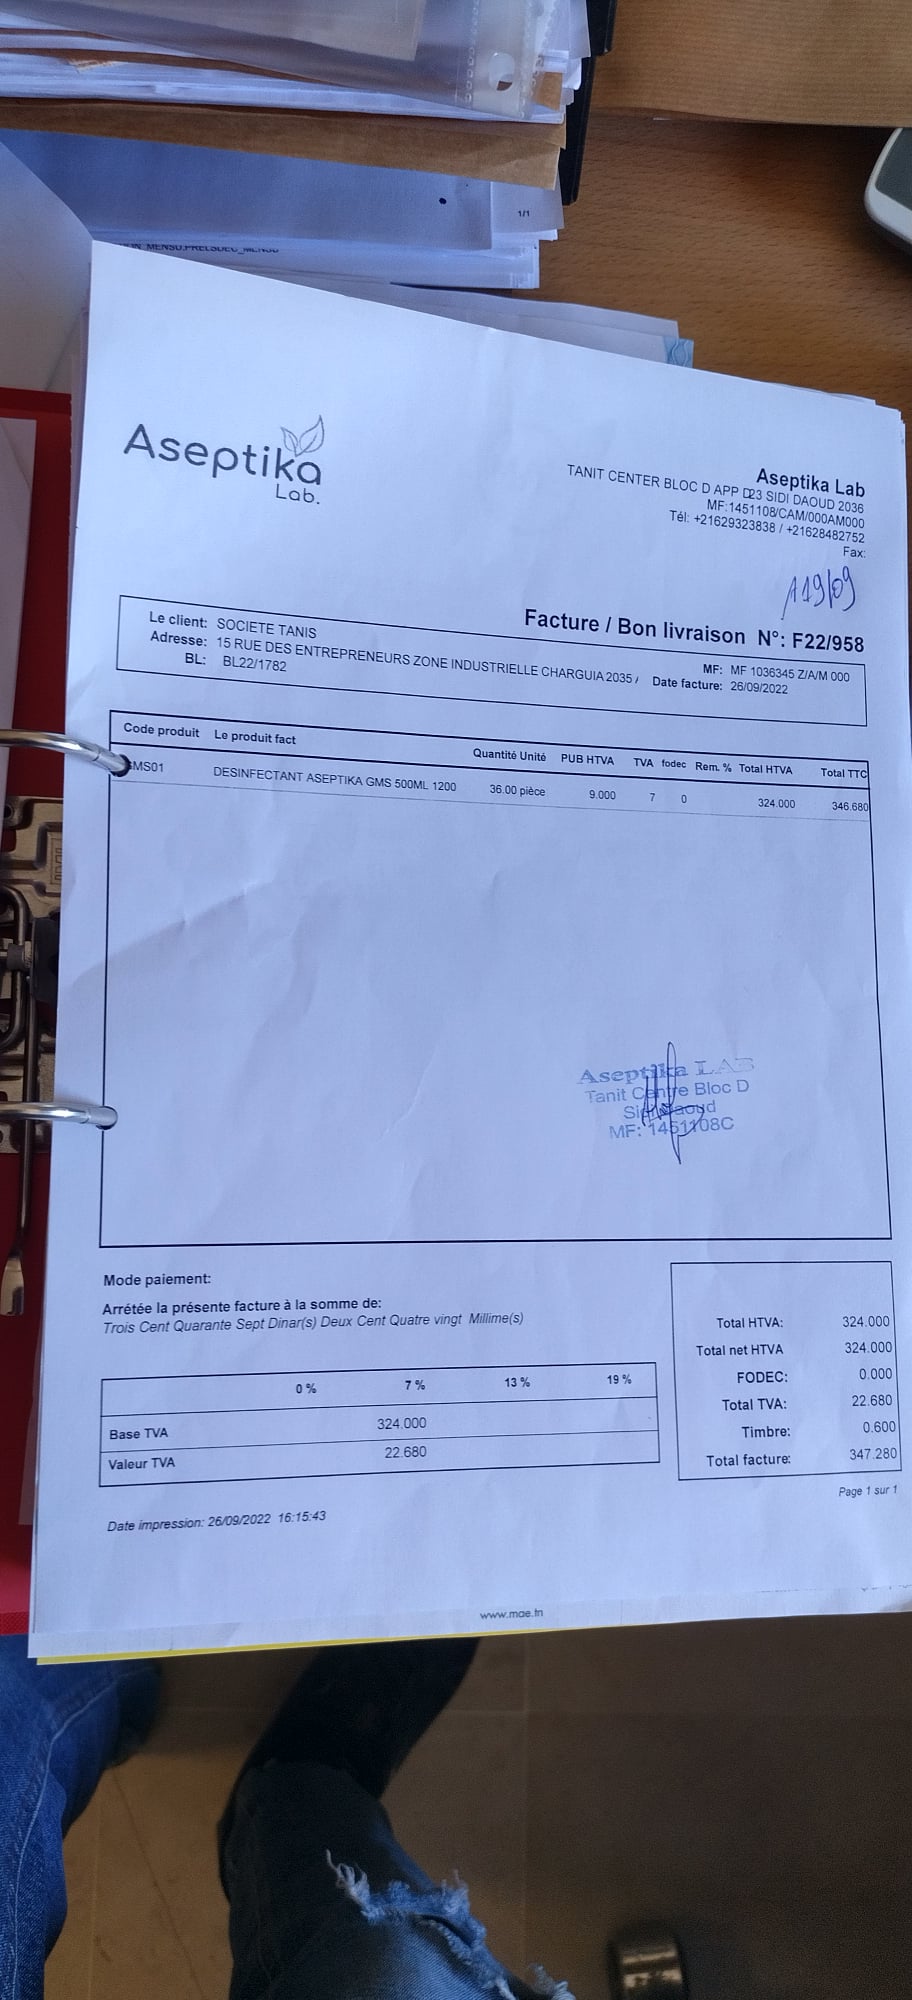 1/1
Aseptika
Lab.
Aseptika Lab
TANIT CENTER BLOC D APP D23 SIDI DAOUD 2036
MF:1451108/CAM/000AM000
Tél: +21629323838 / +21628482752
Fax:
A19/09
Facture / Bon livraison N°: F22/958
Le client: SOCIETE TANIS
MF: MF 1036345 Z/A/M 000
Adresse: 15 RUE DES ENTREPRENEURS ZONE INDUSTRIELLE CHARGUIA 2035 /
Date facture: 26/09/2022
BL: BL22/1782
Code produit Le produit fact Quantité Unité PUB HTVA TVA fodec Rem. % Total HTVA Total TTC
MS01 DESINFECTANT ASEPTIKA GMS 500ML 1200 36.00 pièce 9.000 7 0 324.000 346.680
Aseptika LAB
Tanit Centre Bloc D
Sidi Daoud
MF: 1451108C
Mode paiement:
Arrétée la présente facture à la somme de:
Trois Cent Quarante Sept Dinar(s) Deux Cent Quatre vingt Millime(s)
0 % 7 % 13 % 19 %
Base TVA 324.000
Valeur TVA 22.680
Total HTVA: 324.000
Total net HTVA 324.000
FODEC: 0.000
Total TVA: 22.680
Timbre: 0.600
Total facture: 347.280
Page 1 sur 1
Date impression: 26/09/2022 16:15:43
www.mae.tn